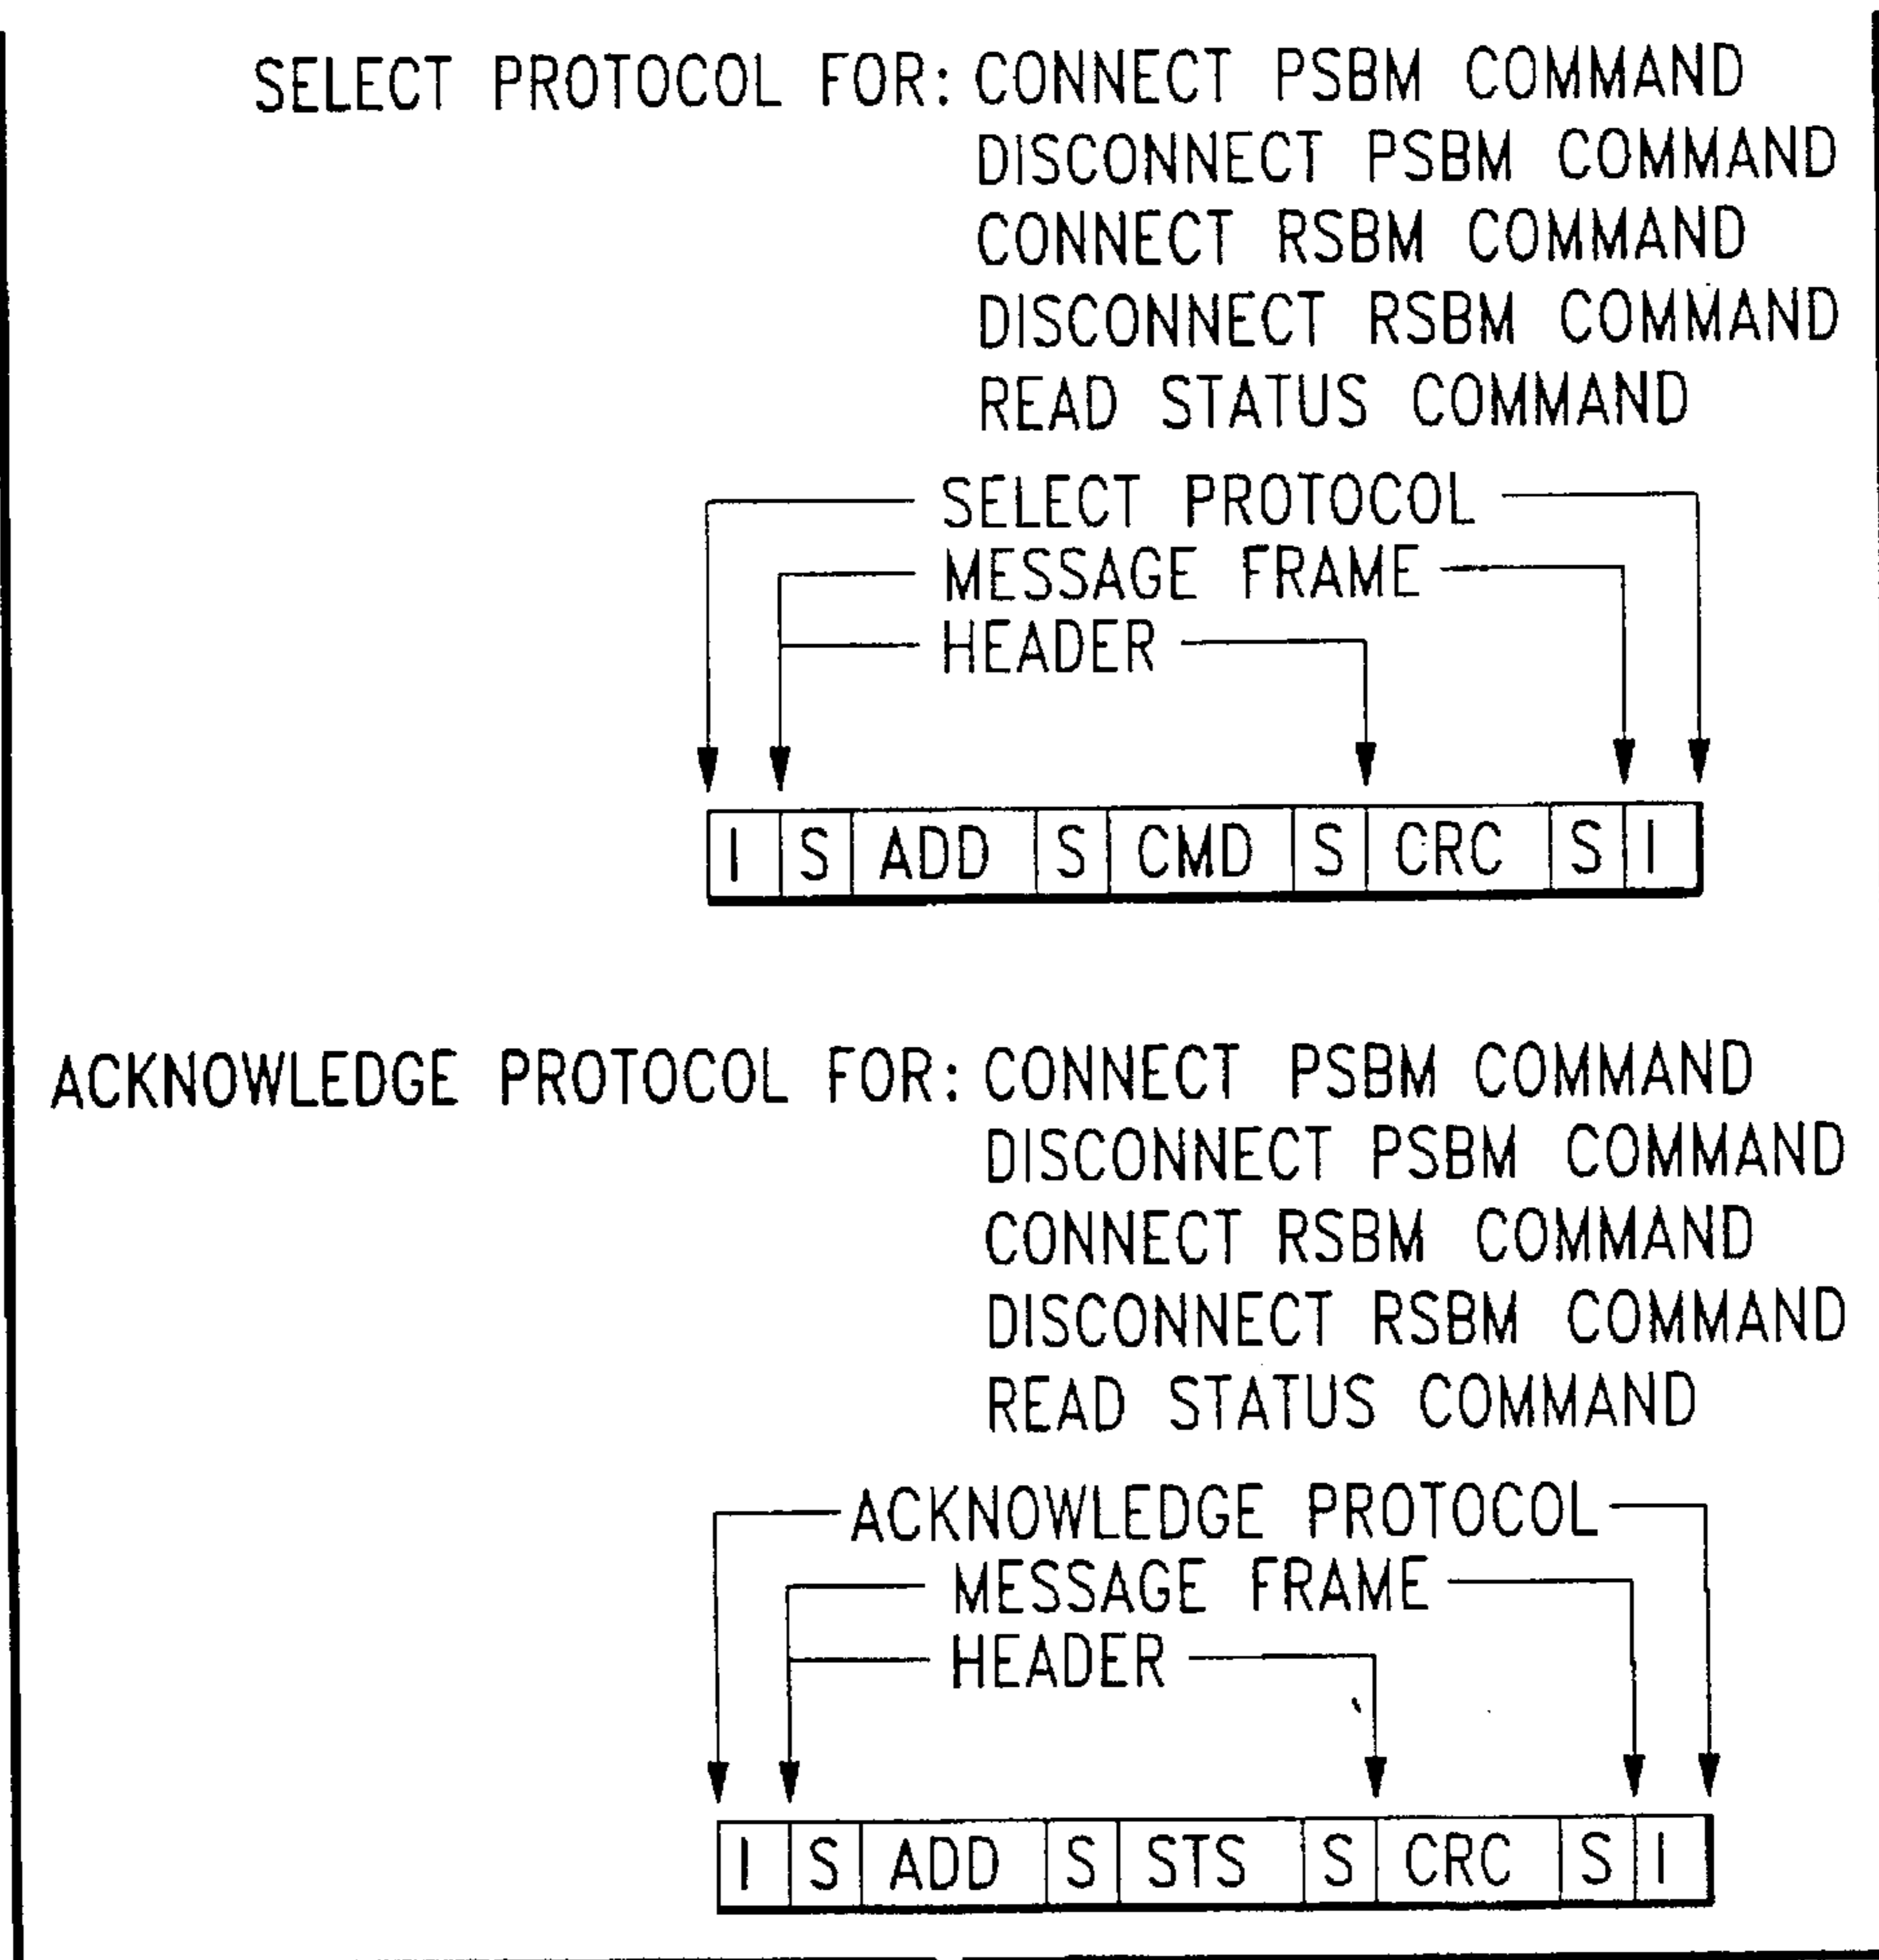 SELECT PROTOCOL FOR: CONNECT PSBM COMMAND
DISCONNECT PSBM COMMAND
CONNECT RSBM COMMAND
DISCONNECT RSBM COMMAND
READ STATUS COMMAND
SELECT PROTOCOL
MESSAGE FRAME
HEADER
I S ADD S CMD S CRC S I
ACKNOWLEDGE PROTOCOL FOR: CONNECT PSBM COMMAND
DISCONNECT PSBM COMMAND
CONNECT RSBM COMMAND
DISCONNECT RSBM COMMAND
READ STATUS COMMAND
ACKNOWLEDGE PROTOCOL
MESSAGE FRAME
HEADER
I S ADD S STS S CRC S I